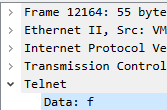 Frame 12164: 55 byte
Ethernet II, Src: VM
Internet Protocol Ve
Transmission Control
Telnet
Data: f